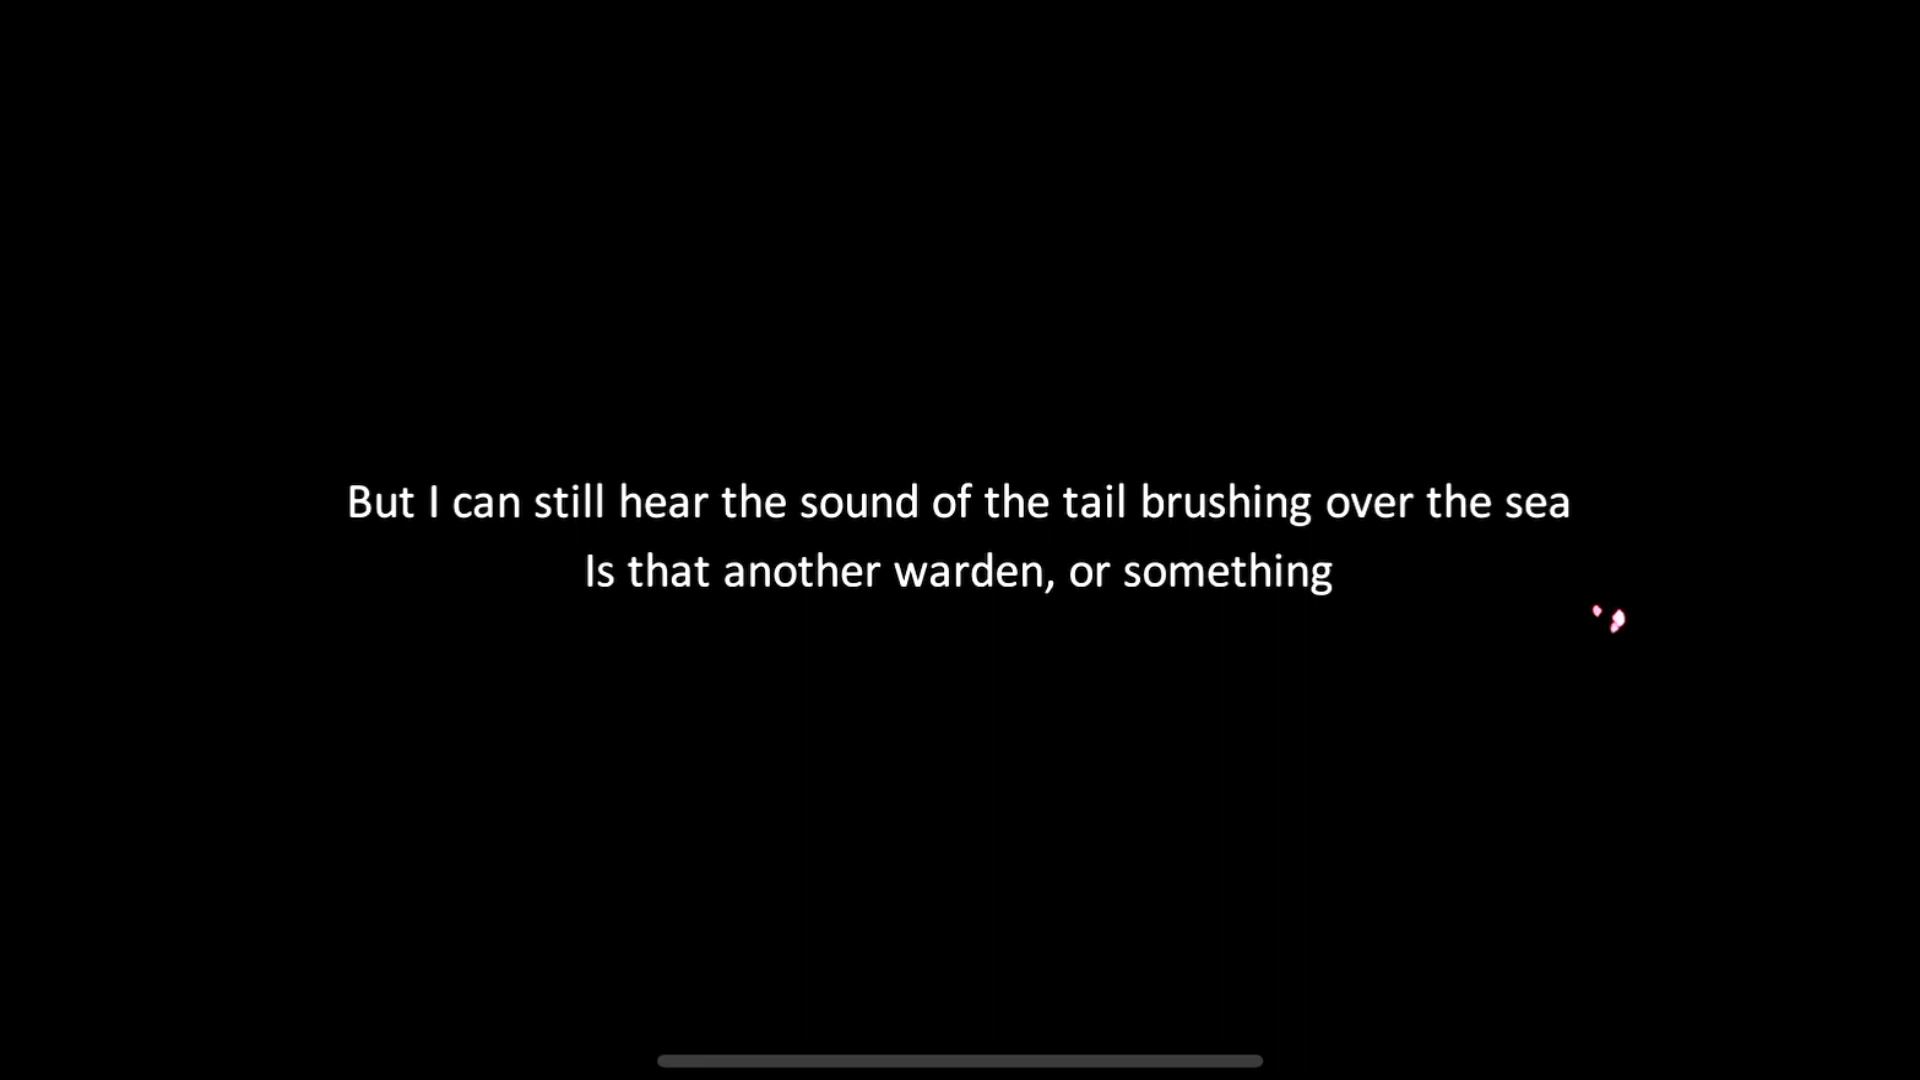 But I can still hear the sound of the tail brushing over the sea
Is that another warden, or something